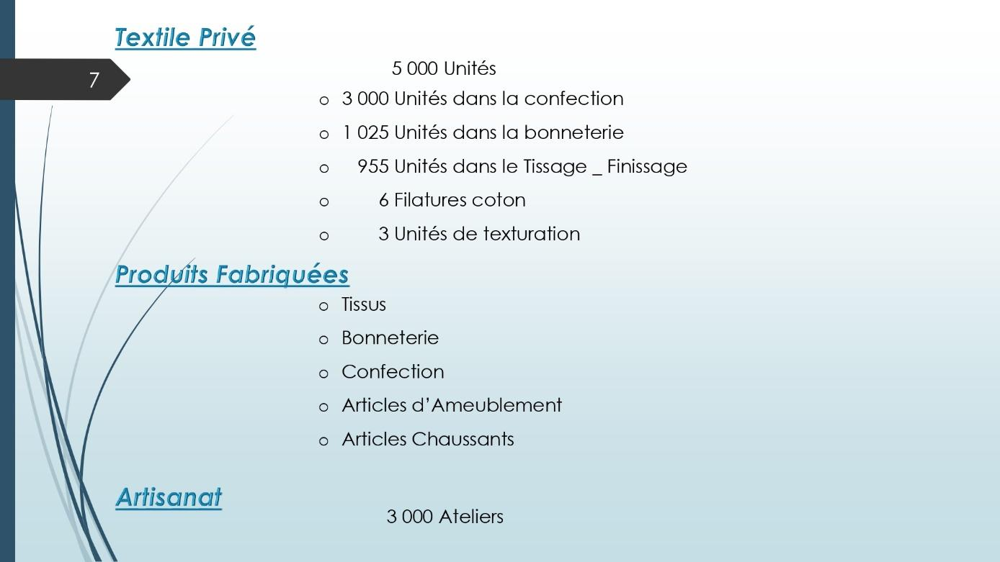 Textile Privé
7
5 000 Unités
o 3 000 Unités dans la confection
o 1 025 Unités dans la bonneterie
o 955 Unités dans le Tissage _ Finissage
o 6 Filatures coton
o 3 Unités de texturation
Produits Fabriquées
o Tissus
o Bonneterie
o Confection
o Articles d’Ameublement
o Articles Chaussants
Artisanat
3 000 Ateliers